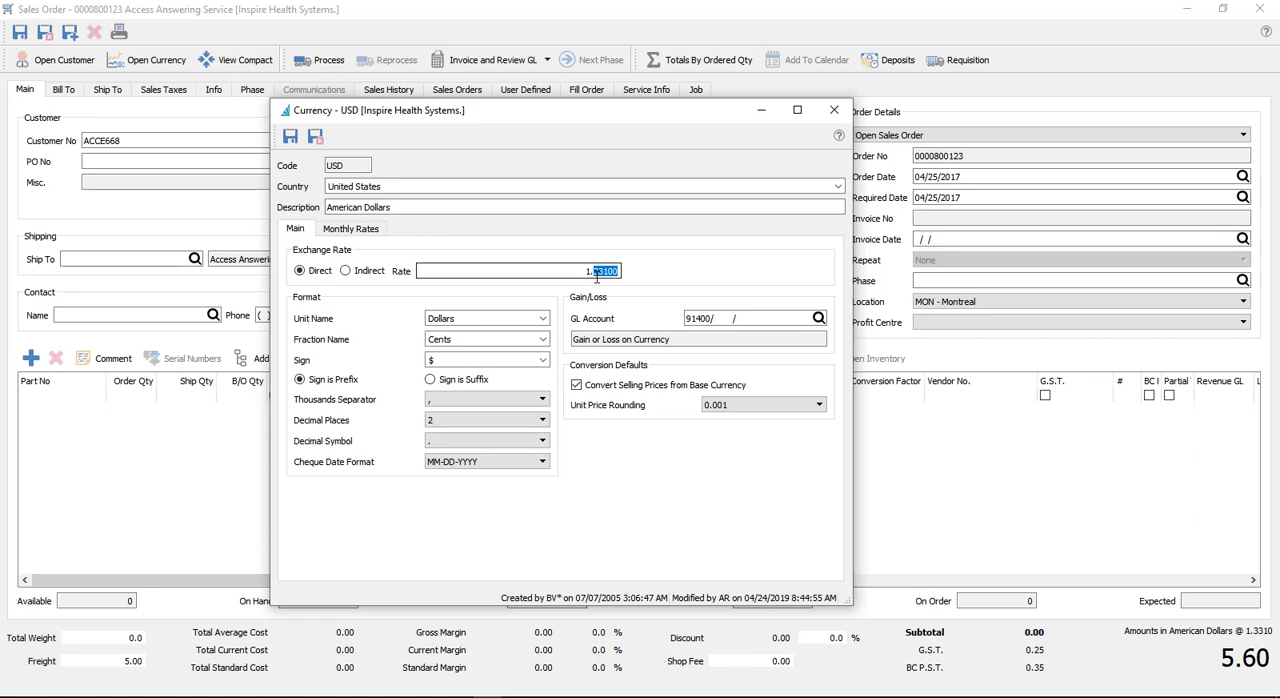 Sales Order - 0000800123 Access Answering Service [Inspire Health Systems.]
Open Customer Open Currency View Compact Process Reprocess Invoice and Review GL Next Phase Totals By Ordered Qty Add To Calendar Deposits Requisition
Main Bill To Ship To Sales Taxes Info Phase Communications Sales History Sales Orders User Defined Fill Order Service Info Job
Customer
Customer No ACCE668
PO No
Misc.
Shipping
Ship To Access Answeri
Contact
Name Phone ( )
Currency - USD [Inspire Health Systems.]
Code USD
Country United States
Description American Dollars
Main Monthly Rates
Exchange Rate
Direct Indirect Rate 1.33100
Format
Unit Name Dollars
Fraction Name Cents
Sign $
Sign is Prefix Sign is Suffix
Thousands Separator ,
Decimal Places 2
Decimal Symbol .
Cheque Date Format MM-DD-YYYY
Gain/Loss
GL Account 91400/ /
Gain or Loss on Currency
Conversion Defaults
Convert Selling Prices from Base Currency
Unit Price Rounding 0.001
Created by BV* on 07/07/2005 3:06:47 AM Modified by AR on 04/24/2019 8:44:55 AM
Order Details
Open Sales Order
Order No 0000800123
Order Date 04/25/2017
Required Date 04/25/2017
Invoice No
Invoice Date / /
Repeat None
Phase
Location MON - Montreal
Profit Centre
Comment Serial Numbers Add en Inventory
Part No Order Qty Ship Qty B/O Qty Conversion Factor Vendor No. G.S.T. # BC Partial Revenue GL L
Available 0 On Han On Order 0 Expected
Total Weight 0.0 Total Average Cost 0.00 Gross Margin 0.00 0.0 % Discount 0.00 0.0 % Subtotal 0.00 Amounts in American Dollars @ 1.3310
Total Current Cost 0.00 Current Margin 0.00 0.0 % G.S.T. 0.25
Freight 5.00 Total Standard Cost 0.00 Standard Margin 0.00 0.0 % Shop Fee 0.00 BC P.S.T. 0.35 5.60